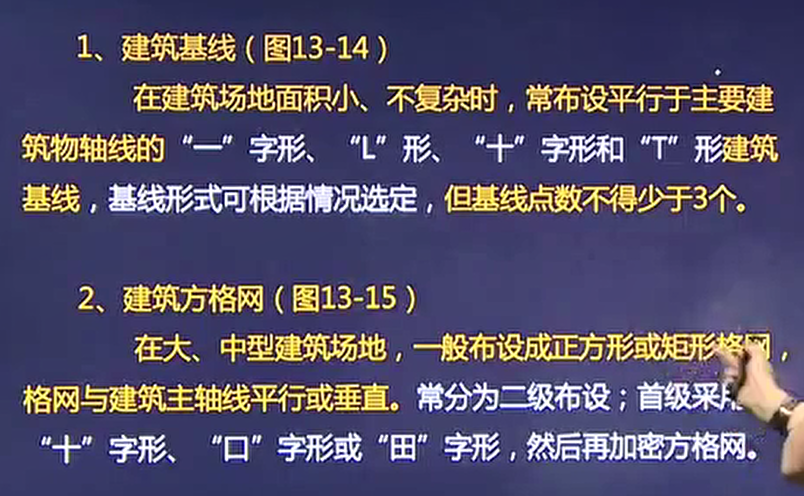 1、建筑基线（图13-14）
在建筑场地面积小、不复杂时，常布设平行于主要建
筑物轴线的“一”字形、“L”形、“十”字形和“T”形建筑
基线，基线形式可根据情况选定，但基线点数不得少于3个。
2、建筑方格网（图13-15）
在大、中型建筑场地，一般布设成正方形或矩形格网，
格网与建筑主轴线平行或垂直。常分为二级布设；首级采用
“十”字形、“口”字形或“田”字形，然后再加密方格网。